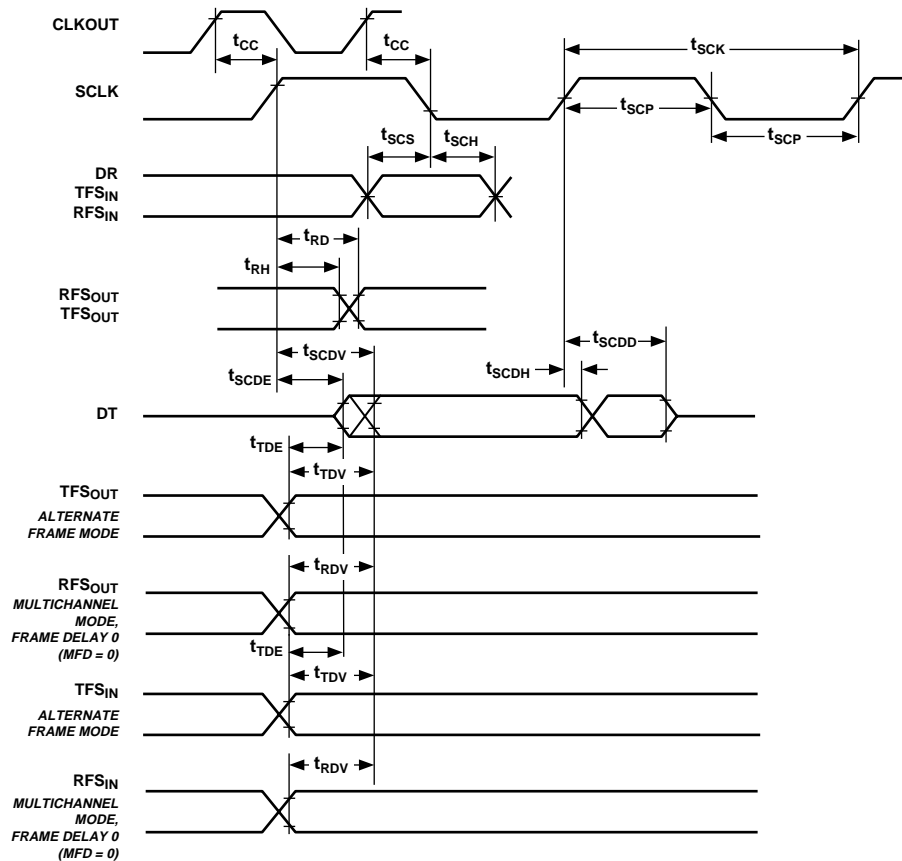 CLKOUT
tCC
tCC
tSCK
SCLK
tSCP
tSCP
tSCS
tSCH
DR
TFSIN
RFSIN
tRD
tRH
RFSOUT
TFSOUT
tSCDV
tSCDD
tSCDE
tSCDH
DT
tTDE
tTDV
TFSOUT
ALTERNATE
FRAME MODE
tRDV
RFSOUT
MULTICHANNEL
MODE,
FRAME DELAY 0
(MFD = 0)
tTDE
tTDV
TFSIN
ALTERNATE
FRAME MODE
tRDV
RFSIN
MULTICHANNEL
MODE,
FRAME DELAY 0
(MFD = 0)